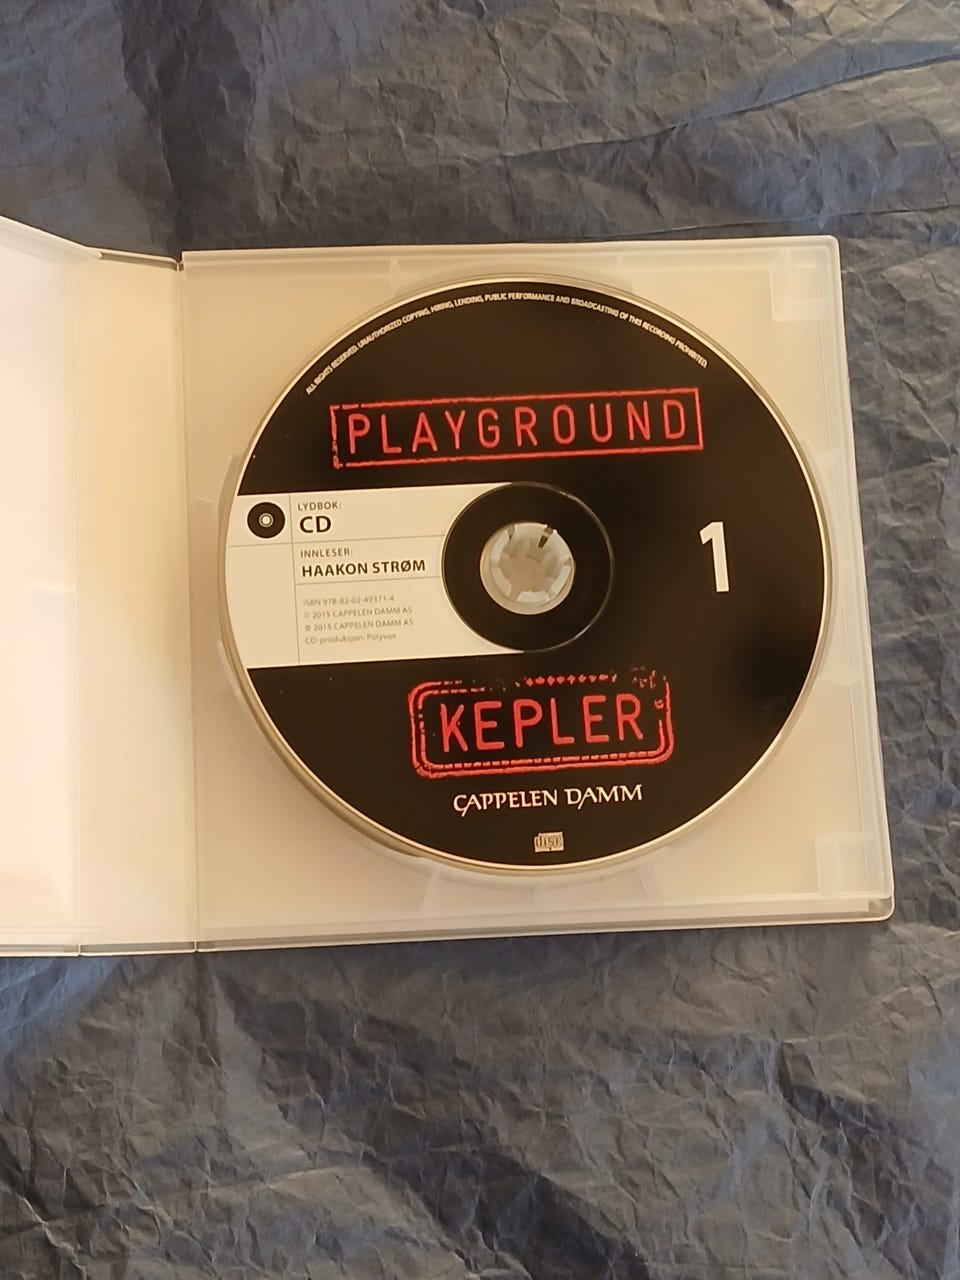 ALL RIGHTS RESERVED. UNAUTHORIZED COPYING, HIRING, LENDING, PUBLIC PERFORMANCE AND BROADCASTING OF THIS RECORDING PROHIBITED.
PLAYGROUND
LYDBOK:
CD
INNLESER:
HAAKON STRØM
ISBN 978-82-02-49371-4
© 2015 CAPPELEN DAMM AS
℗ 2015 CAPPELEN DAMM AS
CD-produksjon: Polyvox
1
KEPLER
CAPPELEN DAMM
disc